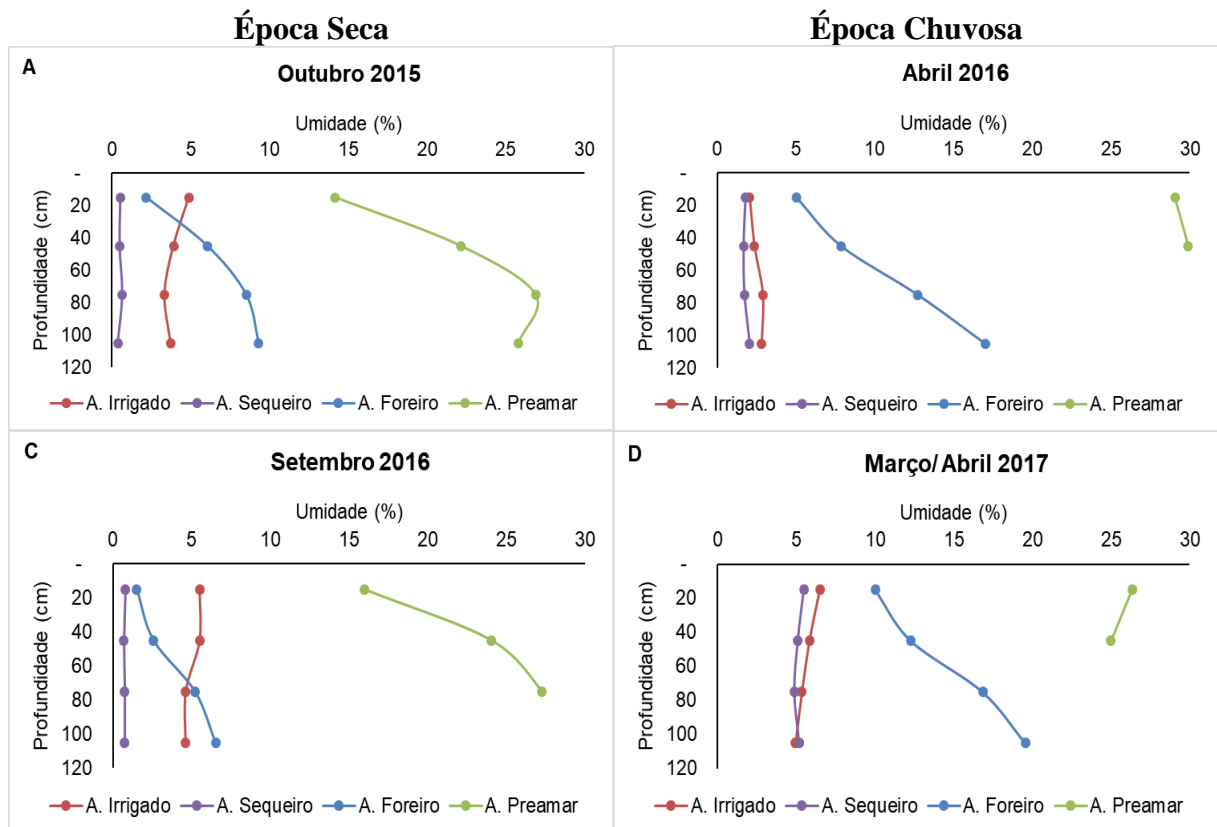 Época Seca
Época Chuvosa
A
Outubro 2015
Umidade (%)
0 5 10 15 20 25 30
Profundidade (cm)
-
20
40
60
80
100
120
A. Irrigado A. Sequeiro A. Foreiro A. Preamar
Abril 2016
Umidade (%)
0 5 10 15 20 25 30
Profundidade (cm)
-
20
40
60
80
100
120
A. Irrigado A. Sequeiro A. Foreiro A. Preamar
C
Setembro 2016
Umidade (%)
0 5 10 15 20 25 30
Profundidade (cm)
-
20
40
60
80
100
120
A. Irrigado A. Sequeiro A. Foreiro A. Preamar
D
Março/Abril 2017
Umidade (%)
0 5 10 15 20 25 30
Profundidade (cm)
-
20
40
60
80
100
120
A. Irrigado A. Sequeiro A. Foreiro A. Preamar